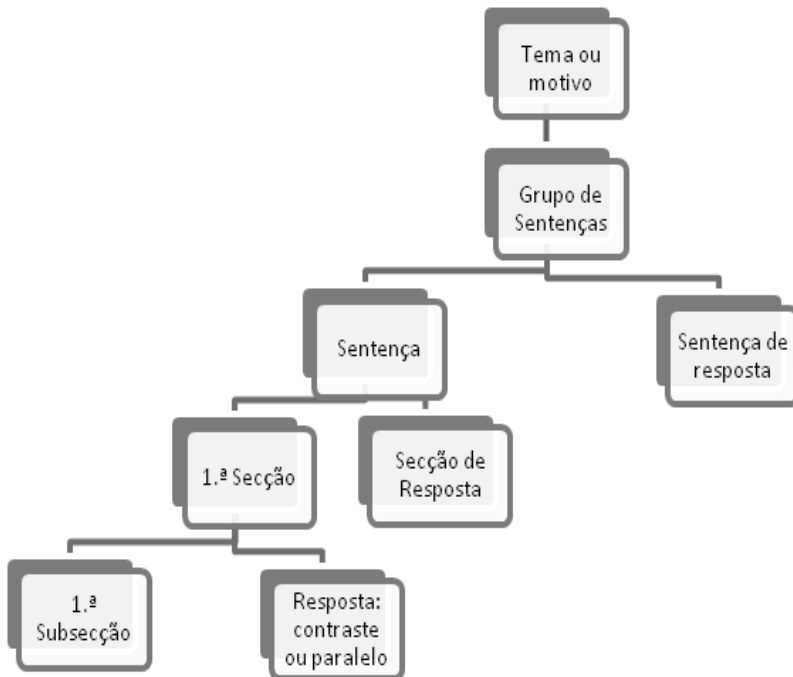 Tema ou
motivo
Grupo de
Sentenças
Sentença
Sentença de
resposta
1.ª Secção
Secção de
Resposta
1.ª
Subsecção
Resposta:
contraste
ou paralelo